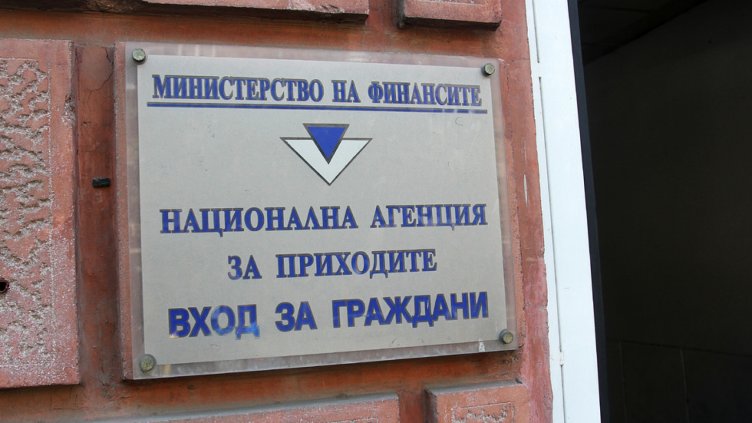 МИНИСТЕРСТВО НА ФИНАНСИТЕ
НАЦИОНАЛНА АГЕНЦИЯ
ЗА ПРИХОДИТЕ
ВХОД ЗА ГРАЖДАНИ